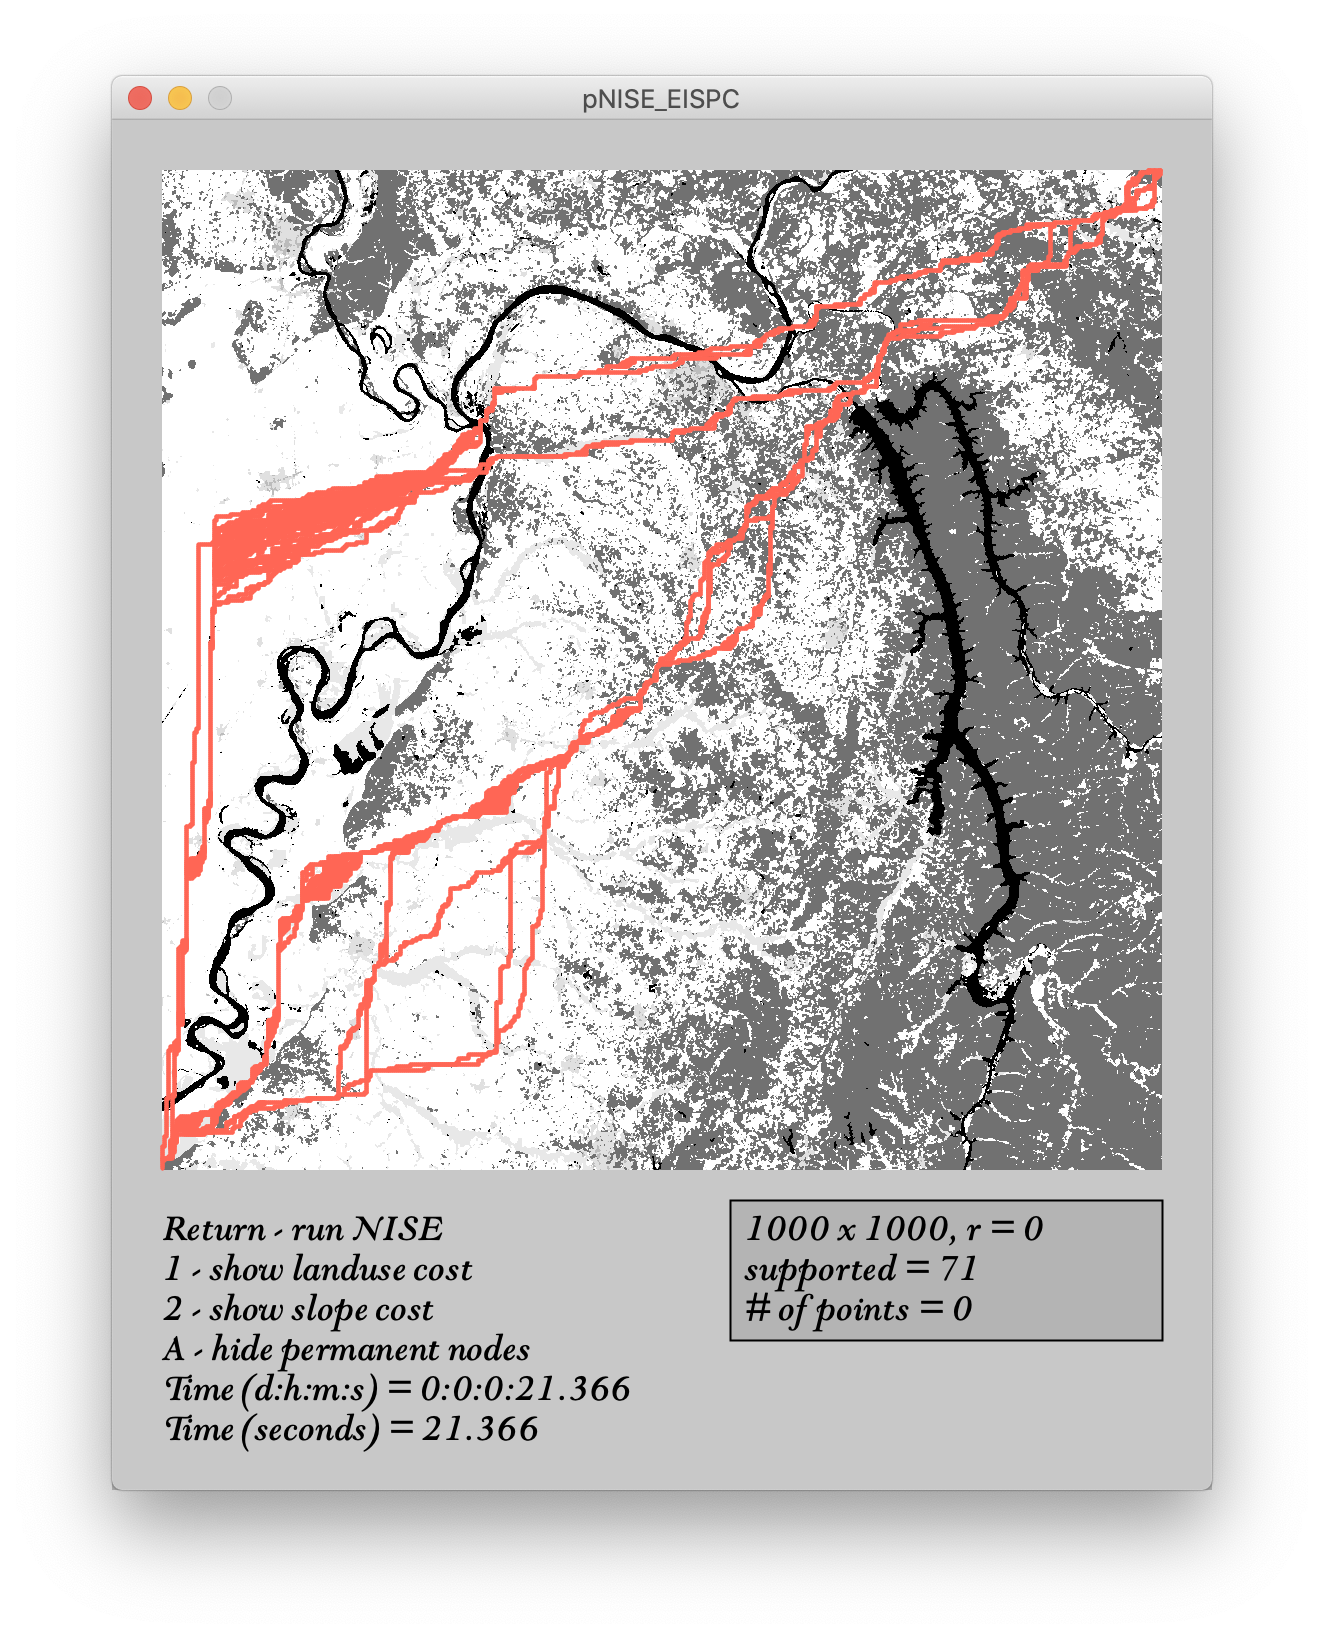 pNISE_EISPC
Return - run NISE
1 - show landuse cost
2 - show slope cost
A - hide permanent nodes
Time (d:h:m:s) = 0:0:0:21.366
Time (seconds) = 21.366
1000 x 1000, r = 0
supported = 71
# of points = 0